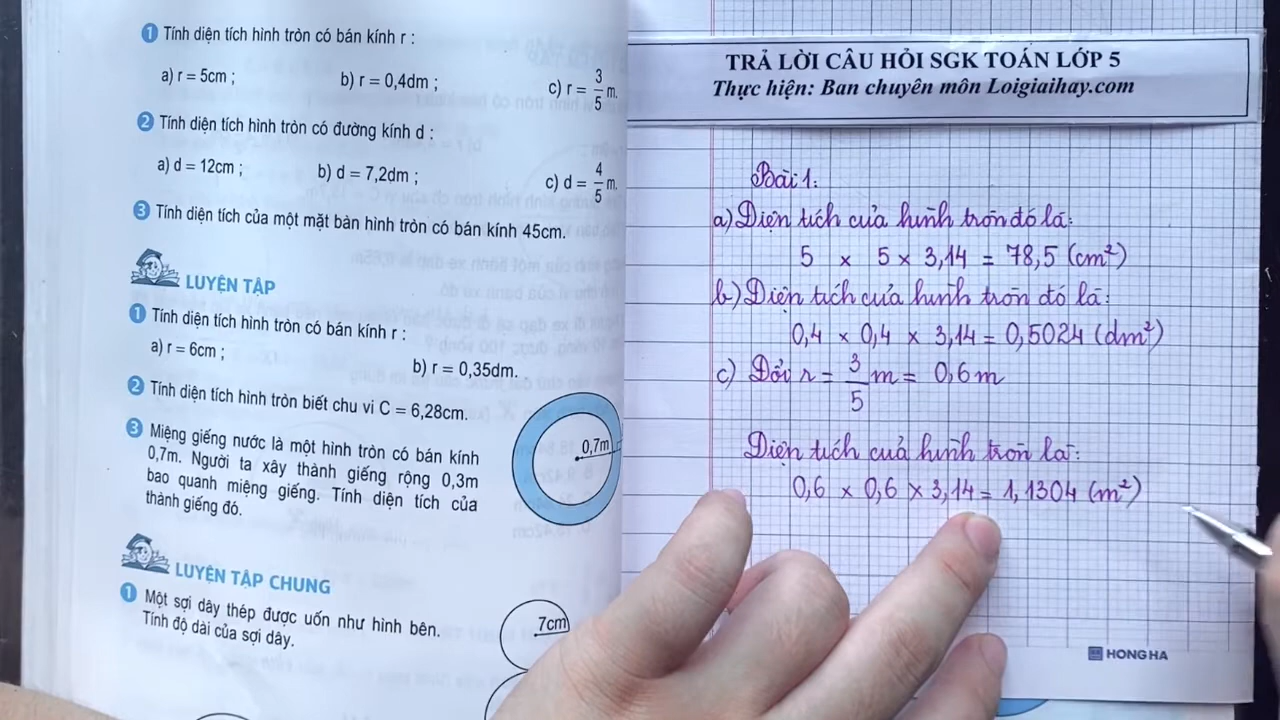 1 Tính diện tích hình tròn có bán kính r :
a) r = 5cm ; b) r = 0,4dm ; c) r = 3/5 m.
2 Tính diện tích hình tròn có đường kính d :
a) d = 12cm ; b) d = 7,2dm ; c) d = 4/5 m.
3 Tính diện tích của một mặt bàn hình tròn có bán kính 45cm.
LUYỆN TẬP
1 Tính diện tích hình tròn có bán kính r :
a) r = 6cm ; b) r = 0,35dm.
2 Tính diện tích hình tròn biết chu vi C = 6,28cm.
3 Miệng giếng nước là một hình tròn có bán kính
0,7m. Người ta xây thành giếng rộng 0,3m
bao quanh miệng giếng. Tính diện tích của
thành giếng đó.
0,7m
LUYỆN TẬP CHUNG
1 Một sợi dây thép được uốn như hình bên.
Tính độ dài của sợi dây.
7cm
TRẢ LỜI CÂU HỎI SGK TOÁN LỚP 5
Thực hiện: Ban chuyên môn Loigiaihay.com
Bài 1:
a) Diện tích của hình tròn đó là:
5 x 5 x 3,14 = 78,5 (cm²)
b) Diện tích của hình tròn đó là:
0,4 x 0,4 x 3,14 = 0,5024 (dm²)
c) Đổi r = 3/5 m = 0,6 m
Diện tích của hình tròn là:
0,6 x 0,6 x 3,14 = 1,1304 (m²)
HONG HA